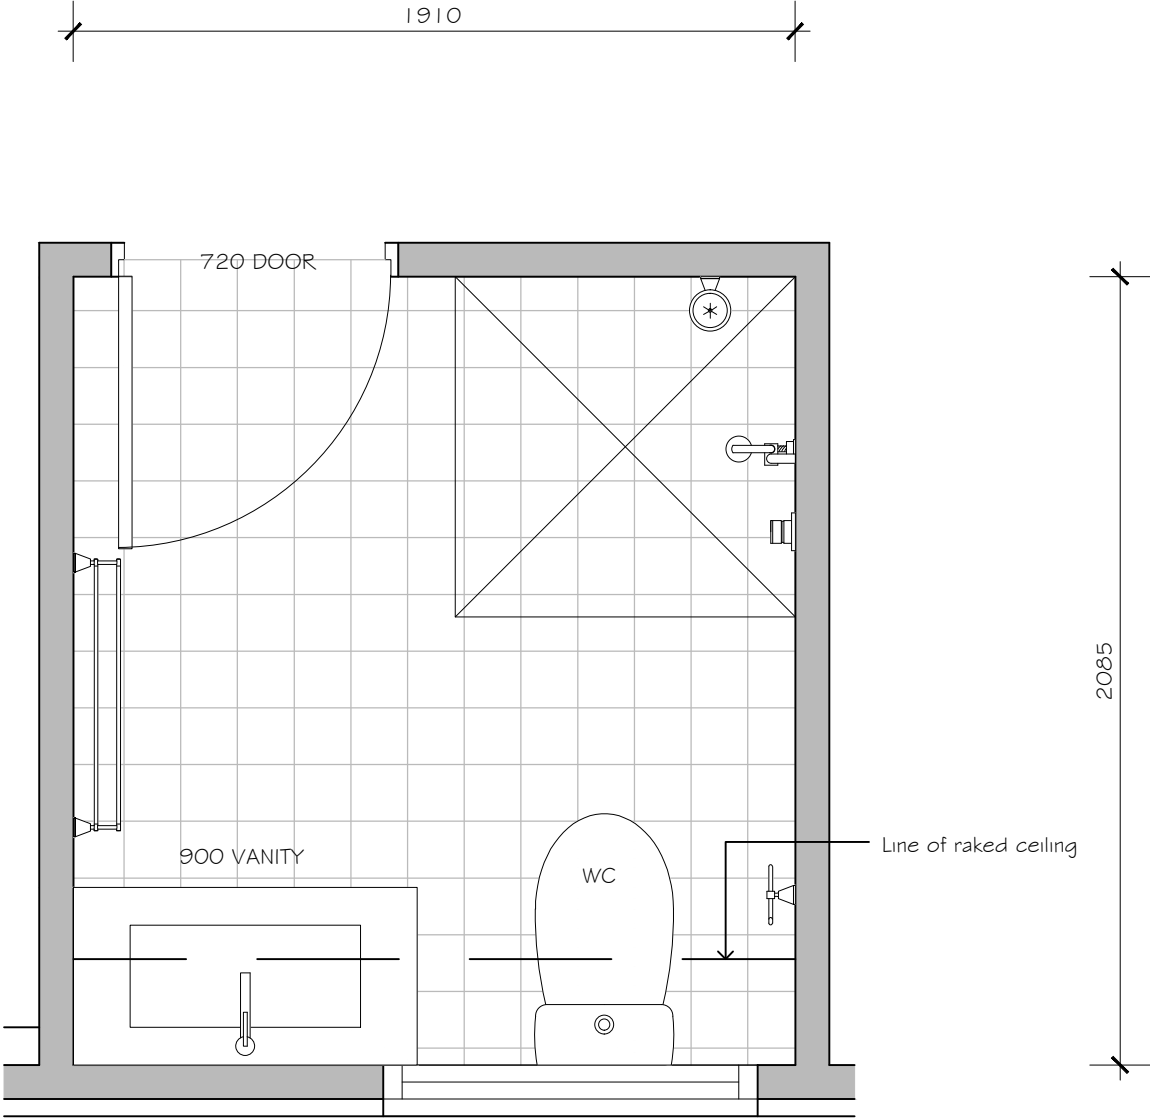 1910
720 DOOR
2085
Line of raked ceiling
900 VANITY
WC